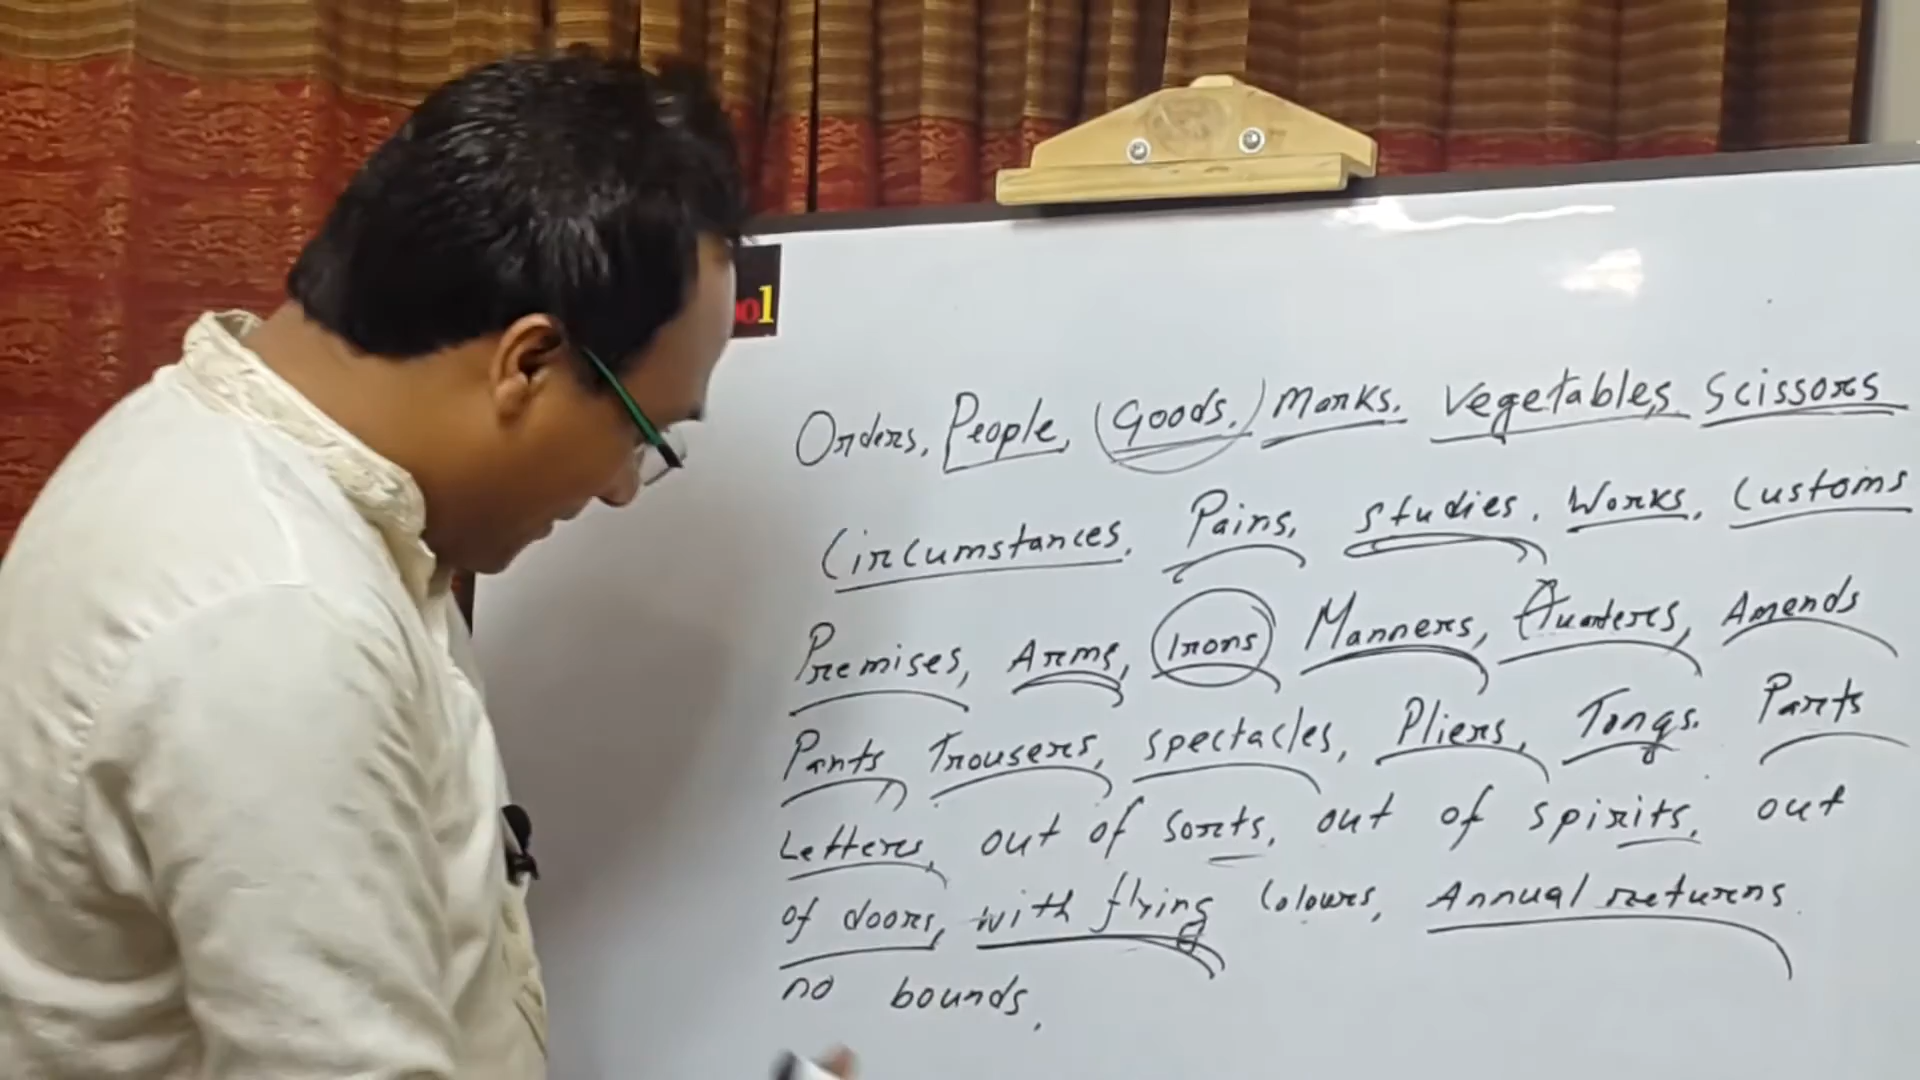 ol
Orders, People, (Goods.) Marks. Vegetables, Scissors
Circumstances, Pains, Studies, Works, Customs
Premises, Arms, Irons, Manners, Quarters, Amends
Pants Trousers, Spectacles, Pliers, Tongs. Parts
Letters, out of sorts, out of spirits, out
of doors, with flying colours, Annual returns
no bounds,